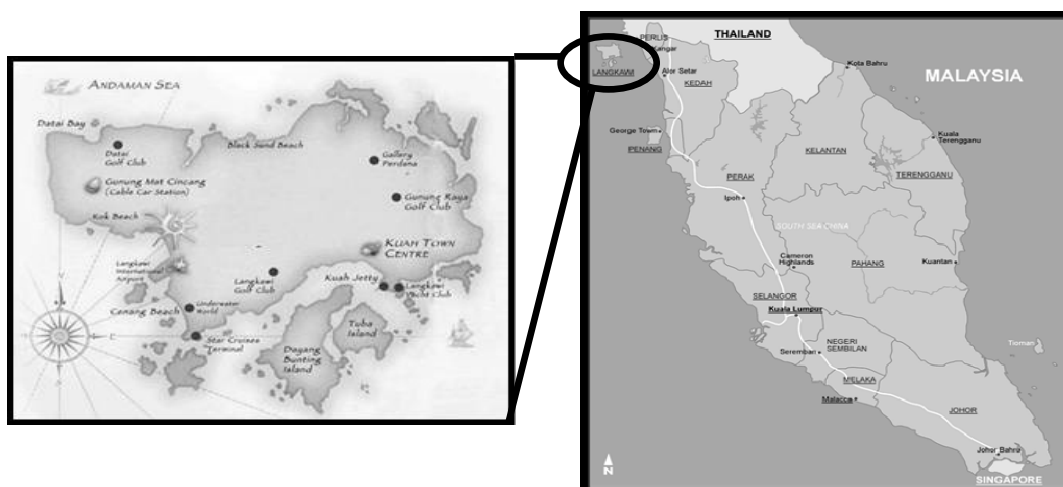 ANDAMAN SEA
Datai Bay
Datai
Golf Club
Black Sand Beach
Gallery
Perdana
Gunung Mat Cincang
(Cable Car Station)
Gunung Raya
Golf Club
Kok Beach
KUAH TOWN
CENTRE
Langkawi
International
Airport
Langkawi
Golf Club
Kuah Jetty
Langkawi
Yacht Club
Cenang Beach
Underwater
World
Star Cruises
Terminal
Tuba
Island
Dayang
Bunting
Island
THAILAND
PERLIS
Kangar
LANGKAWI
Alor Setar
KEDAH
Kota Bahru
MALAYSIA
George Town
PENANG
Kuala
Terengganu
KELANTAN
TERENGGANU
PERAK
Ipoh
SOUTH SEA CHINA
Cameron
Highlands
PAHANG
Kuantan
SELANGOR
Kuala Lumpur
NEGERI
SEMBILAN
Seremban
Tioman
MELAKA
Malacca
JOHOR
Johor Bahru
N
SINGAPORE